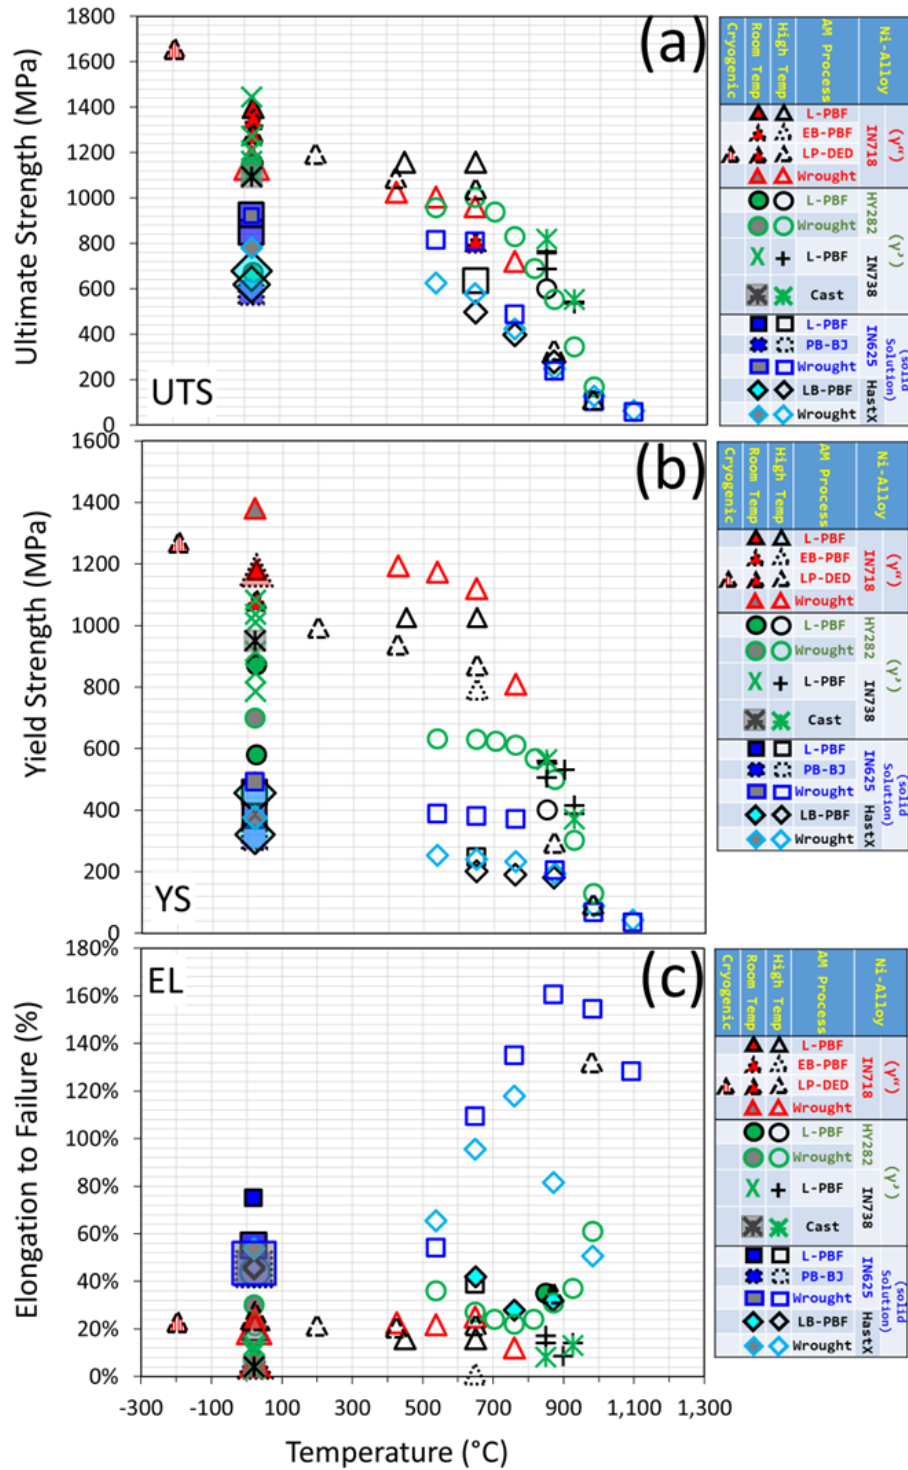 1800
1600
1400
1200
1000
800
600
400
200
0
Ultimate Strength (MPa)
UTS
(a)
Cryogenic
Room Temp
High Temp
AM Process
Ni-Alloy
L-PBF
EB-PBF
LP-DED
Wrought
IN718
(γ")
L-PBF
Wrought
HY282
L-PBF
Cast
IN738
(γ')
L-PBF
PB-BJ
Wrought
IN625
LB-PBF
Wrought
HastX
(solid
Solution)
1600
1400
1200
1000
800
600
400
200
0
Yield Strength (MPa)
YS
(b)
Cryogenic
Room Temp
High Temp
AM Process
Ni-Alloy
L-PBF
EB-PBF
LP-DED
Wrought
IN718
(γ")
L-PBF
Wrought
HY282
L-PBF
Cast
IN738
(γ')
L-PBF
PB-BJ
Wrought
IN625
LB-PBF
Wrought
HastX
(solid
Solution)
180%
160%
140%
120%
100%
80%
60%
40%
20%
0%
Elongation to Failure (%)
EL
(c)
Cryogenic
Room Temp
High Temp
AM Process
Ni-Alloy
L-PBF
EB-PBF
LP-DED
Wrought
IN718
(γ")
L-PBF
Wrought
HY282
L-PBF
Cast
IN738
(γ')
L-PBF
PB-BJ
Wrought
IN625
LB-PBF
Wrought
HastX
(solid
Solution)
-300 -100 100 300 500 700 900 1,100 1,300
Temperature (°C)